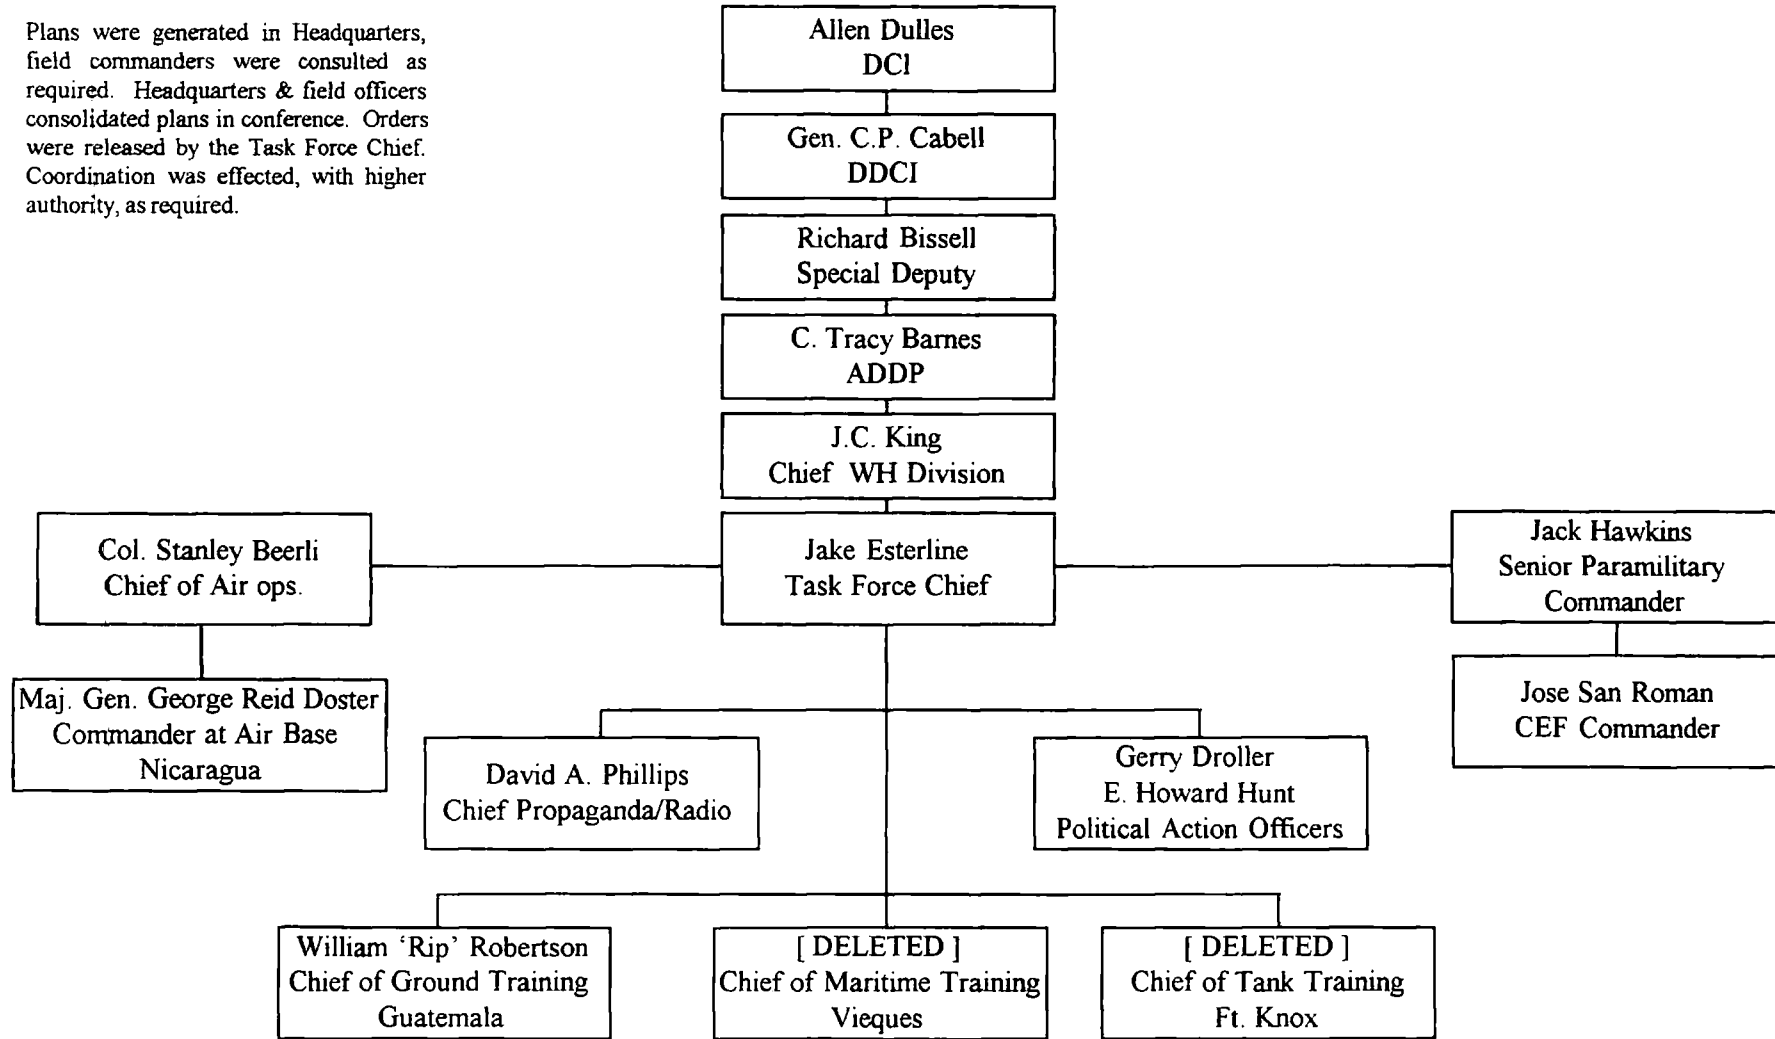 Plans were generated in Headquarters,
field commanders were consulted as
required. Headquarters & field officers
consolidated plans in conference. Orders
were released by the Task Force Chief.
Coordination was effected, with higher
authority, as required.
Allen Dulles
DCI
Gen. C.P. Cabell
DDCI
Richard Bissell
Special Deputy
C. Tracy Barnes
ADDP
J.C. King
Chief WH Division
Col. Stanley Beerli
Chief of Air ops.
Jake Esterline
Task Force Chief
Jack Hawkins
Senior Paramilitary
Commander
Maj. Gen. George Reid Doster
Commander at Air Base
Nicaragua
Jose San Roman
CEF Commander
David A. Phillips
Chief Propaganda/Radio
Gerry Droller
E. Howard Hunt
Political Action Officers
William ‘Rip’ Robertson
Chief of Ground Training
Guatemala
[ DELETED ]
Chief of Maritime Training
Vieques
[ DELETED ]
Chief of Tank Training
Ft. Knox